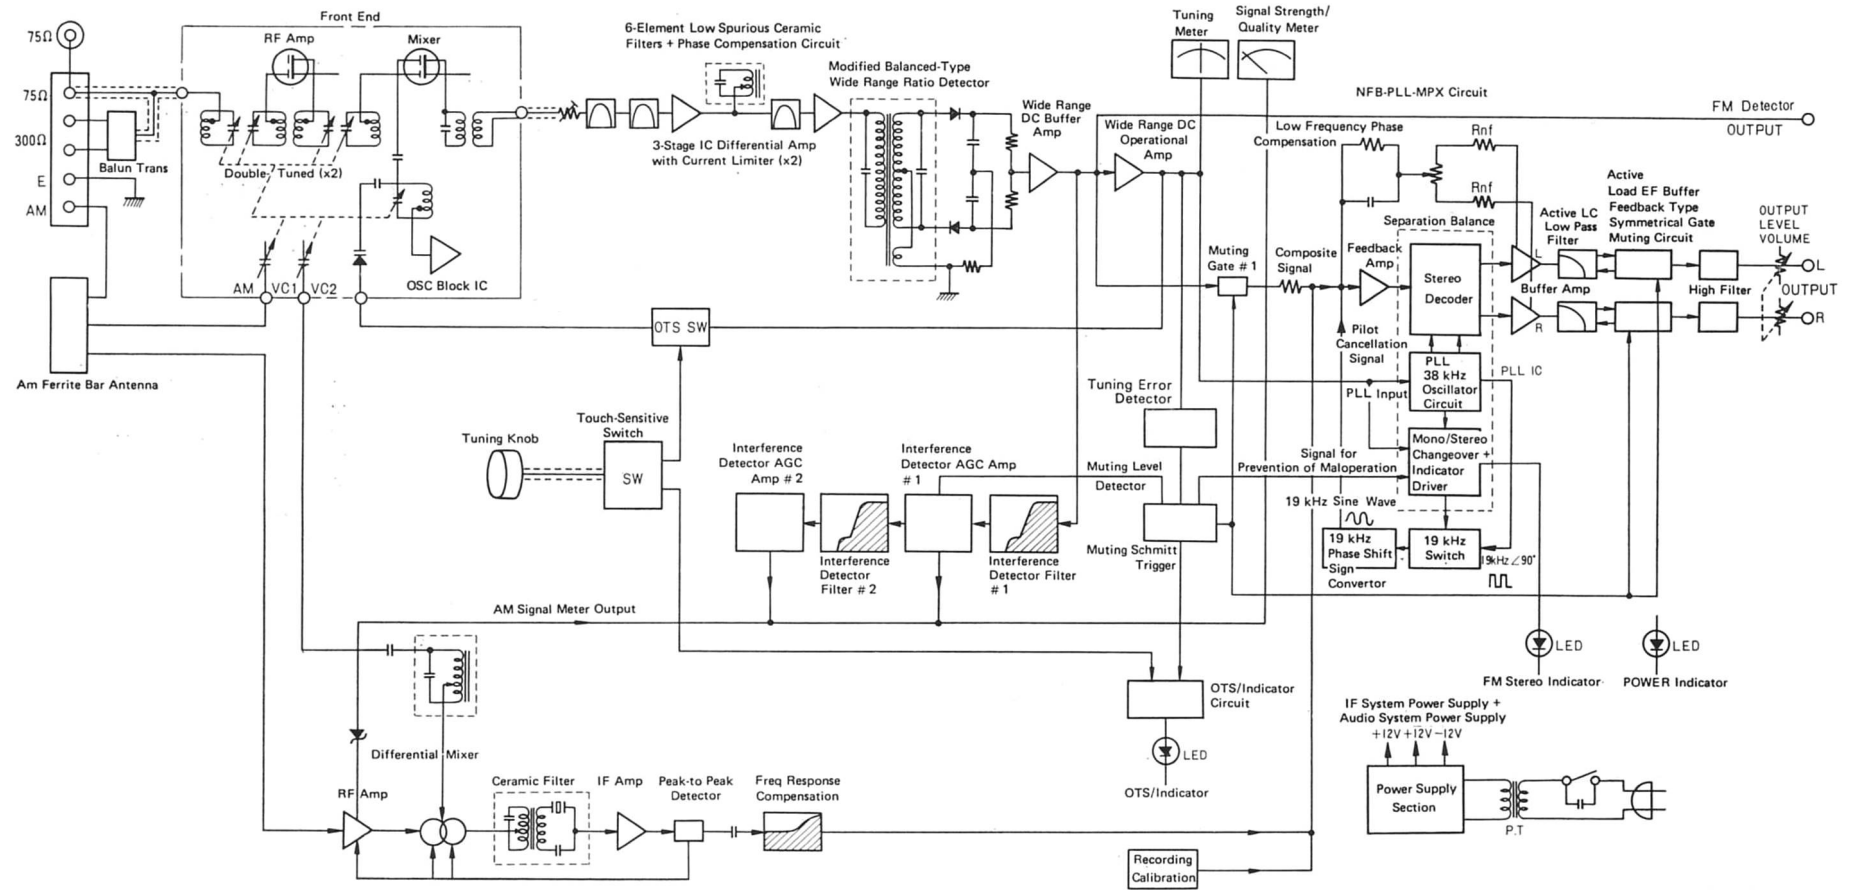 Front End
75Ω
RF Amp
Mixer
6-Element Low Spurious Ceramic
Filters + Phase Compensation Circuit
Modified Balanced-Type
Wide Range Ratio Detector
Tuning
Meter
Signal Strength/
Quality Meter
NFB-PLL-MPX Circuit
FM Detector
OUTPUT
75Ω
300Ω
E
AM
Balun Trans
Double-Tuned (x2)
3-Stage IC Differential Amp
with Current Limiter (x2)
Wide Range
DC Buffer
Amp
Wide Range DC
Operational
Amp
Low Frequency Phase
Compensation
Rnf
Rnf
Separation Balance
Active LC
Low Pass
Filter
Active
Load EF Buffer
Feedback Type
Symmetrical Gate
Muting Circuit
OUTPUT
LEVEL
VOLUME
OSC Block IC
AM
VC1
VC2
Muting
Gate #1
Composite
Signal
Feedback
Amp
Stereo
Decoder
L
Buffer Amp
R
High Filter
L
OUTPUT
R
OTS SW
Pilot
Cancellation
Signal
PLL
38 kHz
Oscillator
Circuit
PLL IC
PLL Input
Am Ferrite Bar Antenna
Tuning Error
Detector
Tuning Knob
Touch-Sensitive
Switch
SW
Interference
Detector AGC
Amp #2
Interference
Detector AGC Amp
#1
Muting Level
Detector
Signal for
Prevention of Maloperation
Mono/Stereo
Changeover +
Indicator
Driver
19 kHz Sine Wave
19 kHz
Phase Shift
Sign
Convertor
19 kHz
Switch
19kHz∠90°
Interference
Detector
Filter #2
Interference
Detector Filter
#1
Muting Schmitt
Trigger
AM Signal Meter Output
LED
FM Stereo Indicator
LED
POWER Indicator
OTS/Indicator
Circuit
LED
OTS/Indicator
IF System Power Supply +
Audio System Power Supply
+12V +12V -12V
Power Supply
Section
P.T
Differential Mixer
RF Amp
Ceramic Filter
IF Amp
Peak-to Peak
Detector
Freq Response
Compensation
Recording
Calibration